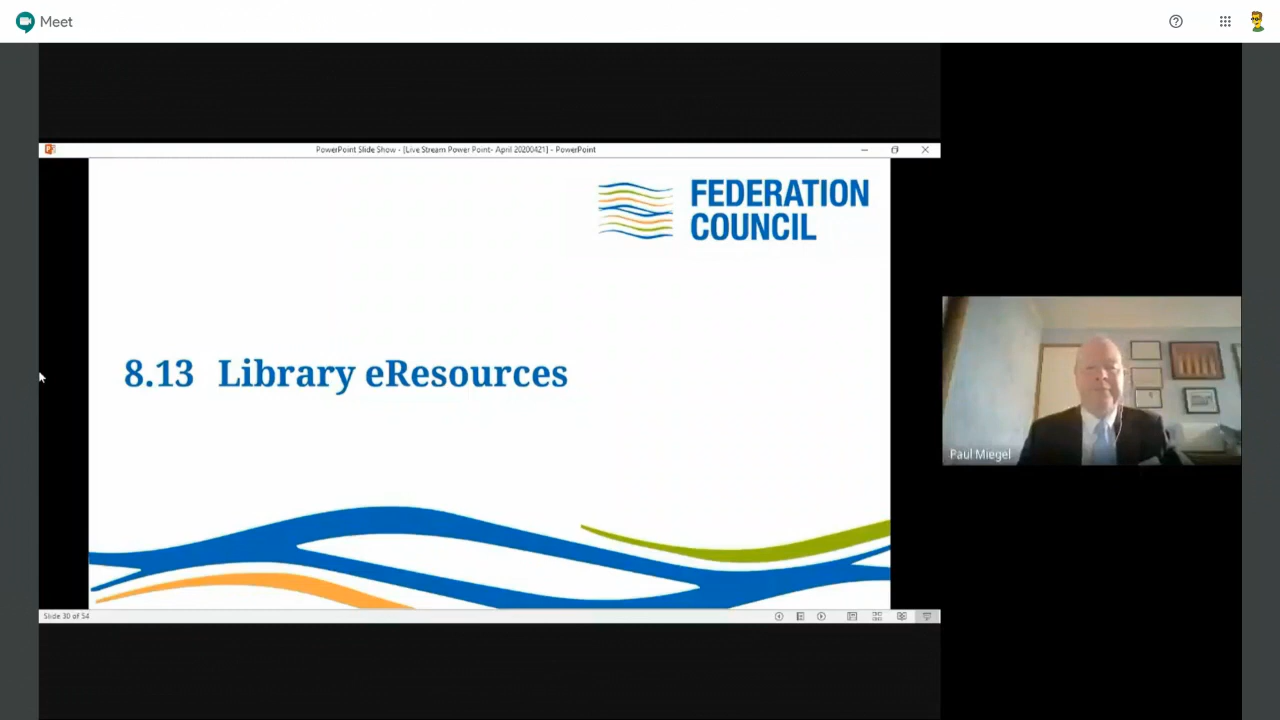 Meet
PowerPoint Slide Show - [Live Stream Power Point- April 20200421] - PowerPoint
FEDERATION
COUNCIL
8.13 Library eResources
Paul Miegel
Slide 30 of 54